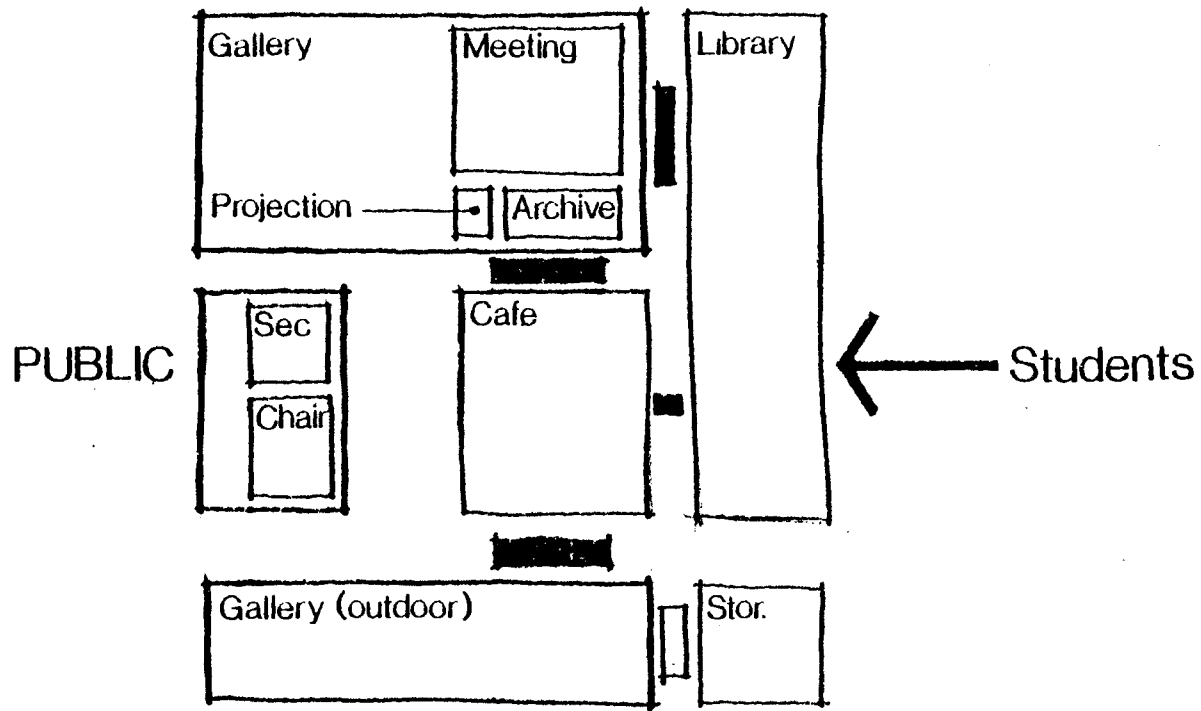 Gallery
Meeting
Library
Projection
Archive
Sec
Cafe
PUBLIC
Students
Chair
Gallery (outdoor)
Stor.